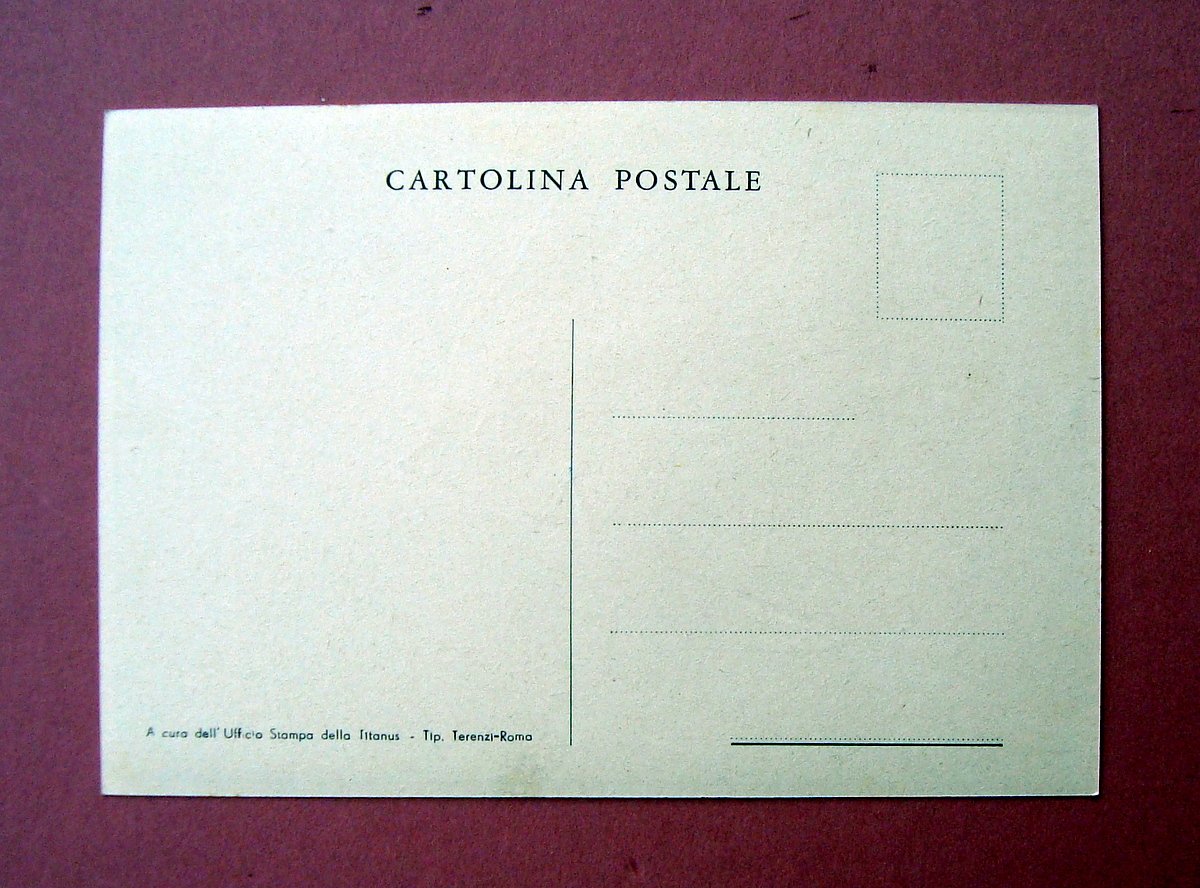 CARTOLINA POSTALE
A cura dell'Ufficio Stampa della Titanus - Tip. Terenzi-Roma